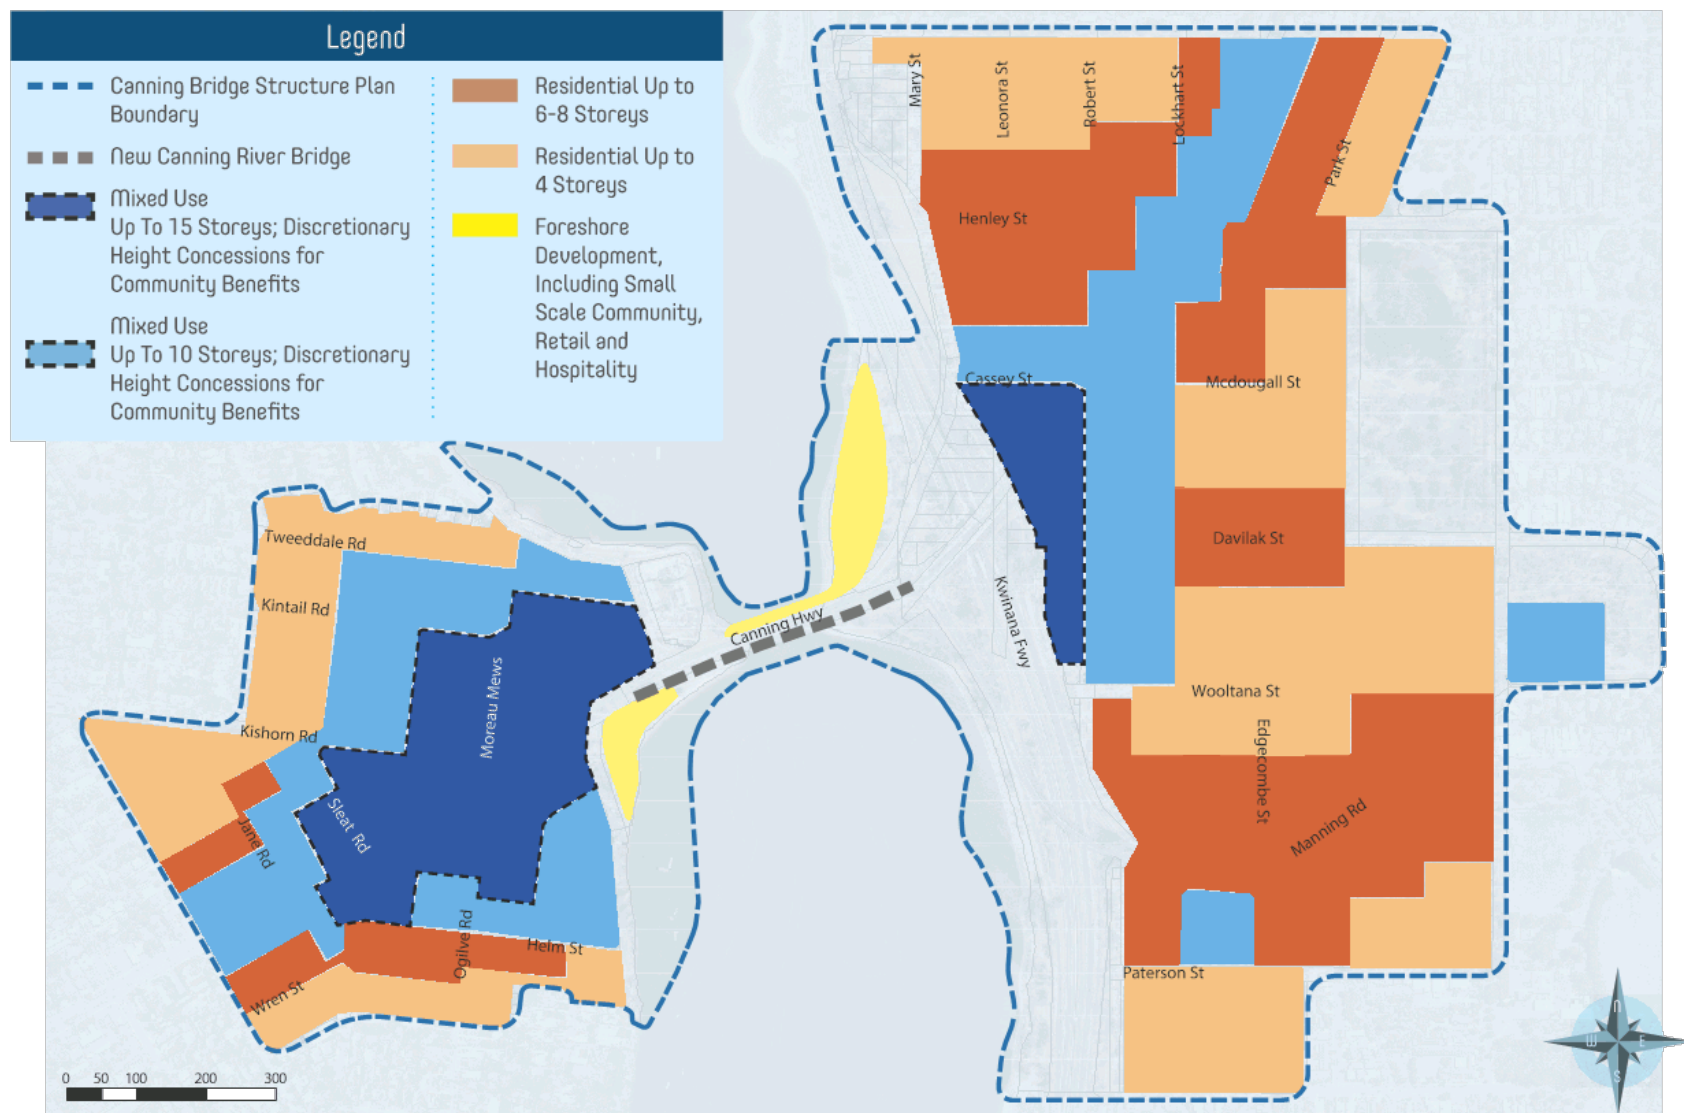 Legend
Canning Bridge Structure Plan
Boundary
New Canning River Bridge
Mixed Use
Up To 15 Storeys; Discretionary
Height Concessions for
Community Benefits
Mixed Use
Up To 10 Storeys; Discretionary
Height Concessions for
Community Benefits
Residential Up to
6-8 Storeys
Residential Up to
4 Storeys
Foreshore
Development,
Including Small
Scale Community,
Retail and
Hospitality
Mary St
Leonora St
Robert St
Lockhart St
Park St
Henley St
Cassey St
Mcdougall St
Davilak St
Kwinana Fwy
Canning Hwy
Wooltana St
Edgecombe St
Manning Rd
Paterson St
Tweeddale Rd
Kintail Rd
Moreau Mews
Kishorn Rd
Sleat Rd
Jane Rd
Ogilve Rd
Helm St
Wren St
0 50 100 200 300
N
W E
S